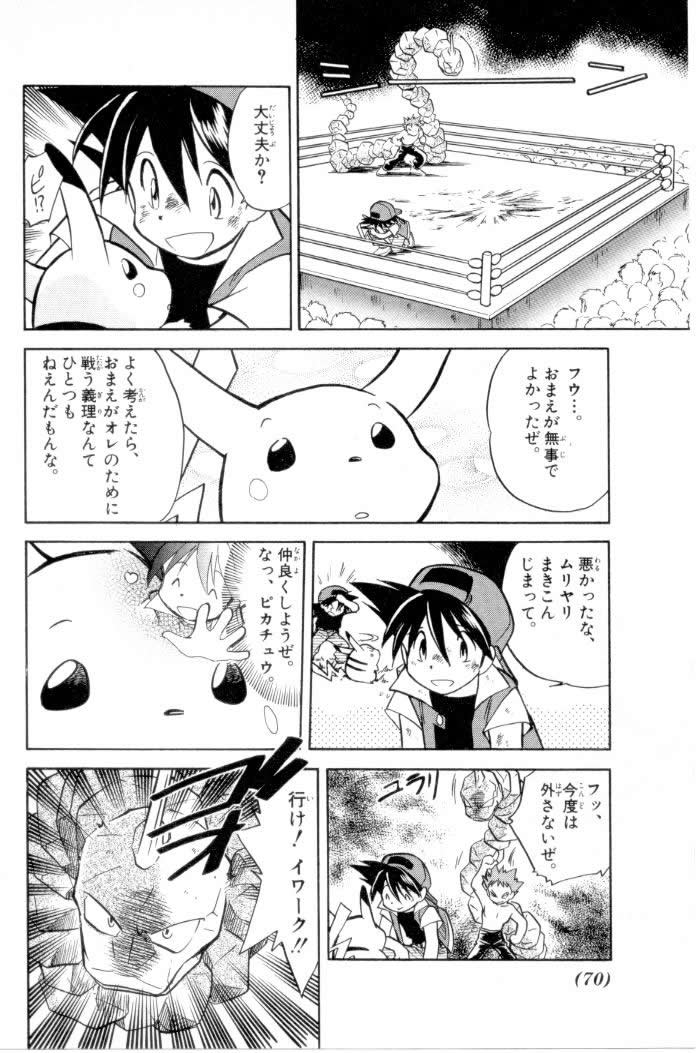 ニーン
大丈夫か?
ピ!?
フウ…。
おまえが無事で
よかったぜ。
よく考えたら、
おまえがオレのために
戦う義理なんて
ひとつも
ねえんだもんな。
悪かったな、
ムリヤリ
まきこん
じまって。
仲良くしようぜ。
なっ、ピカチュウ。
フッ、
今度は
外さないぜ。
ユラリ
行け!イワーク!!
(70)